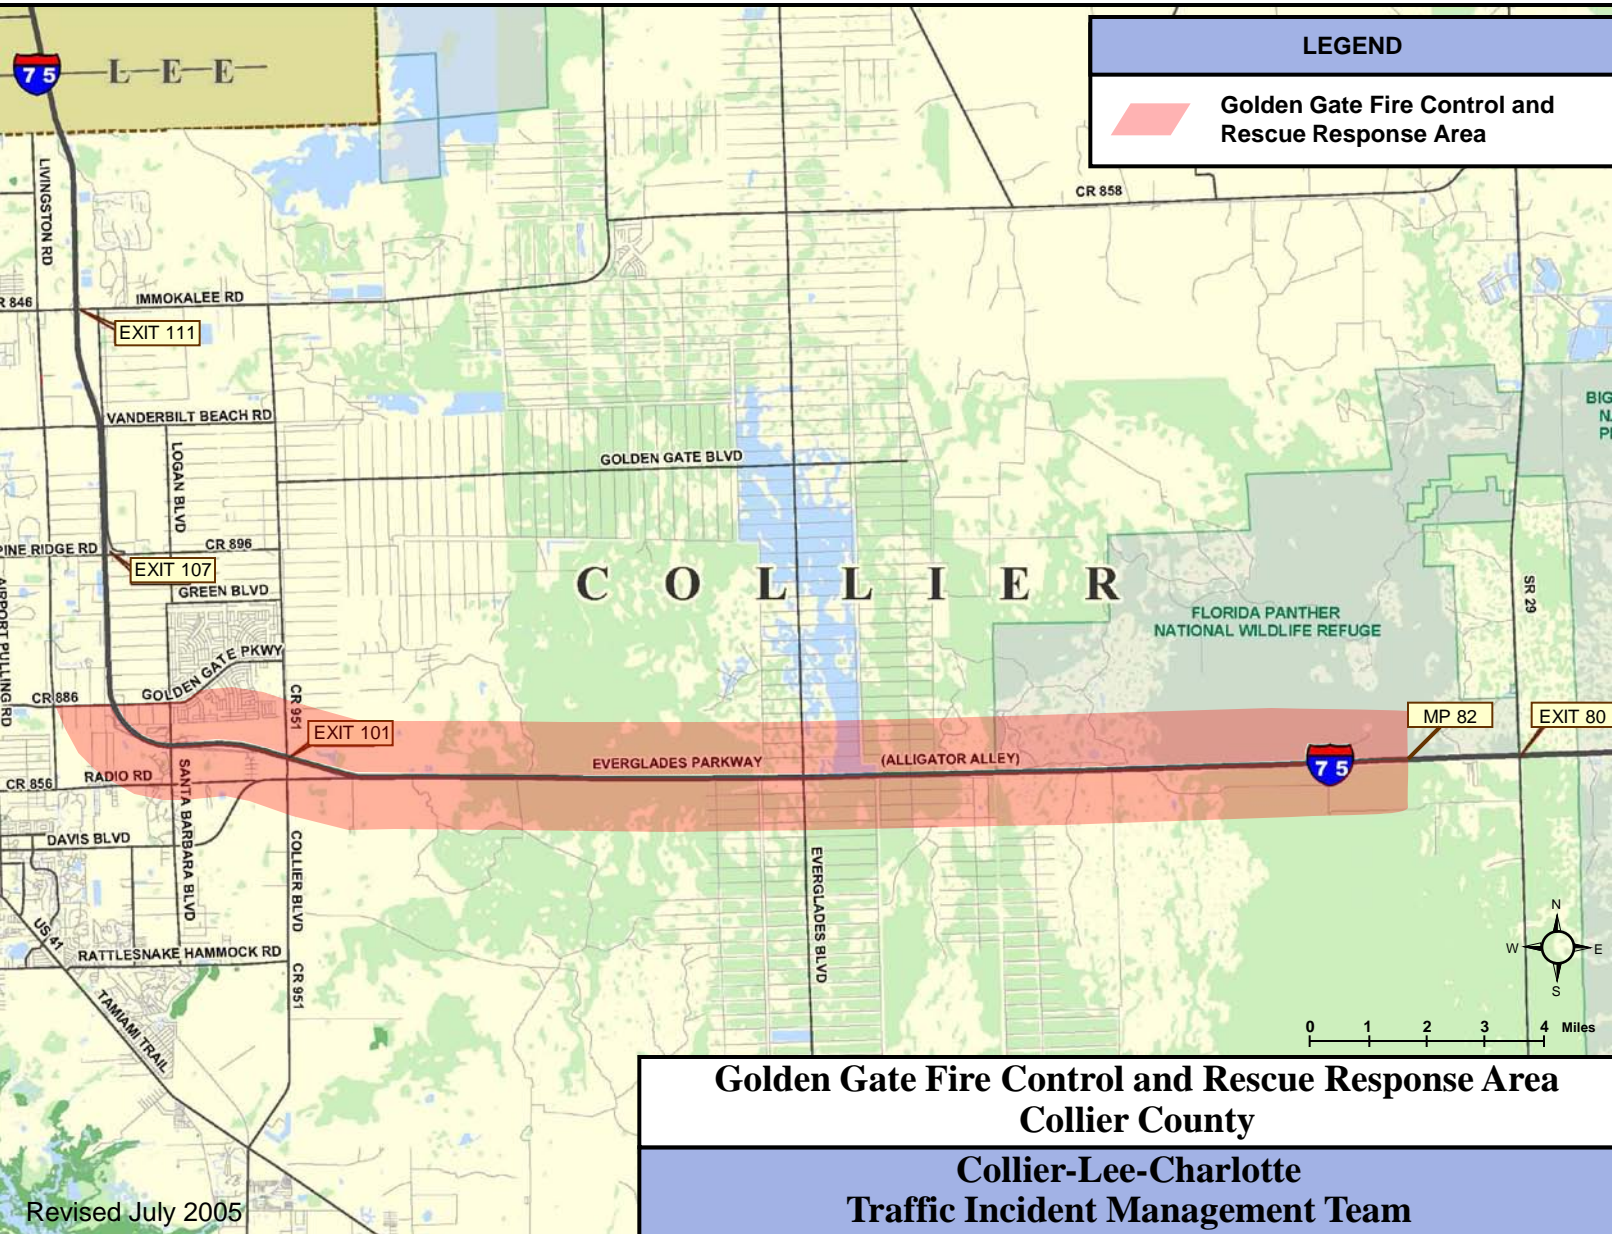 LEGEND
Golden Gate Fire Control and
Rescue Response Area
75
L E E
LIVINGSTON RD
CR 858
846
IMMOKALEE RD
EXIT 111
VANDERBILT BEACH RD
LOGAN BLVD
GOLDEN GATE BLVD
PINE RIDGE RD
CR 896
EXIT 107
GREEN BLVD
COLLIER
FLORIDA PANTHER
NATIONAL WILDLIFE REFUGE
SR 29
BIG
AIRPORT PULLING RD
GOLDEN GATE PKWY
CR 886
CR 951
EXIT 101
MP 82
EXIT 80
EVERGLADES PARKWAY
(ALLIGATOR ALLEY)
75
CR 856
RADIO RD
SANTA BARBARA BLVD
DAVIS BLVD
COLLIER BLVD
EVERGLADES BLVD
US 41
RATTLESNAKE HAMMOCK RD
CR 951
TAMIAMI TRAIL
N
W E
S
0 1 2 3 4 Miles
Golden Gate Fire Control and Rescue Response Area
Collier County
Collier-Lee-Charlotte
Traffic Incident Management Team
Revised July 2005